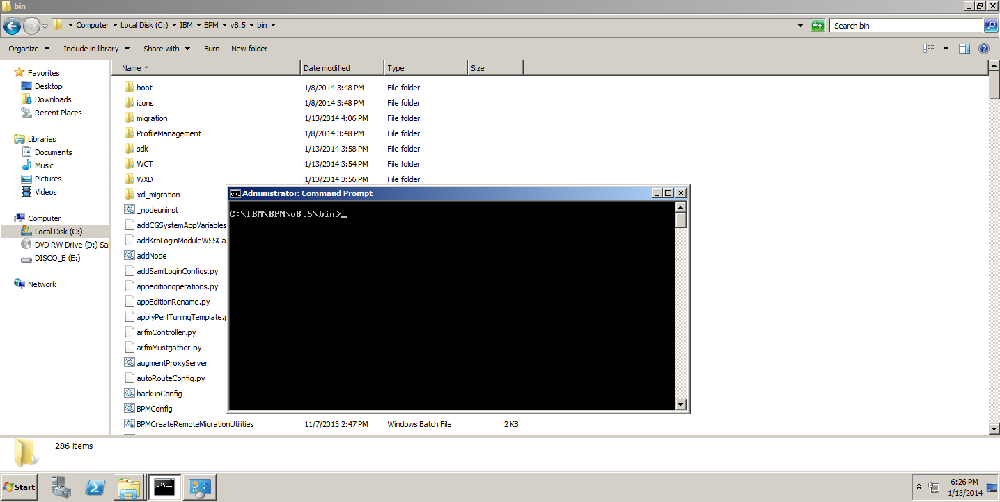 bin
Computer Local Disk (C:) IBM BPM v8.5 bin
Search bin
Organize Include in library Share with Burn New folder
Name Date modified Type Size
Favorites
Desktop
Downloads
Recent Places
Libraries
Documents
Music
Pictures
Videos
Computer
Local Disk (C:)
DVD RW Drive (D:) Sal
DISCO_E (E:)
Network
boot 1/8/2014 3:48 PM File folder
icons 1/8/2014 3:48 PM File folder
migration 1/13/2014 4:06 PM File folder
ProfileManagement 1/8/2014 3:48 PM File folder
sdk 1/13/2014 3:58 PM File folder
WCT 1/13/2014 3:54 PM File folder
WXD 1/13/2014 3:56 PM File folder
xd_migration
_nodeuninst
addCGSystemAppVariables
addKrbLoginModuleWSSCa
addNode
addSamlLoginConfigs.py
appeditionoperations.py
appEditionRename.py
applyPerfTuningTemplate.p
arfmController.py
arfmMustgather.py
augmentProxyServer
autoRouteConfig.py
backupConfig
BPMConfig
BPMCreateRemoteMigrationUtilities 11/7/2013 2:47 PM Windows Batch File 2 KB
Administrator: Command Prompt
C:\IBM\BPM\v8.5\bin>_
286 items
Start
6:26 PM
1/13/2014